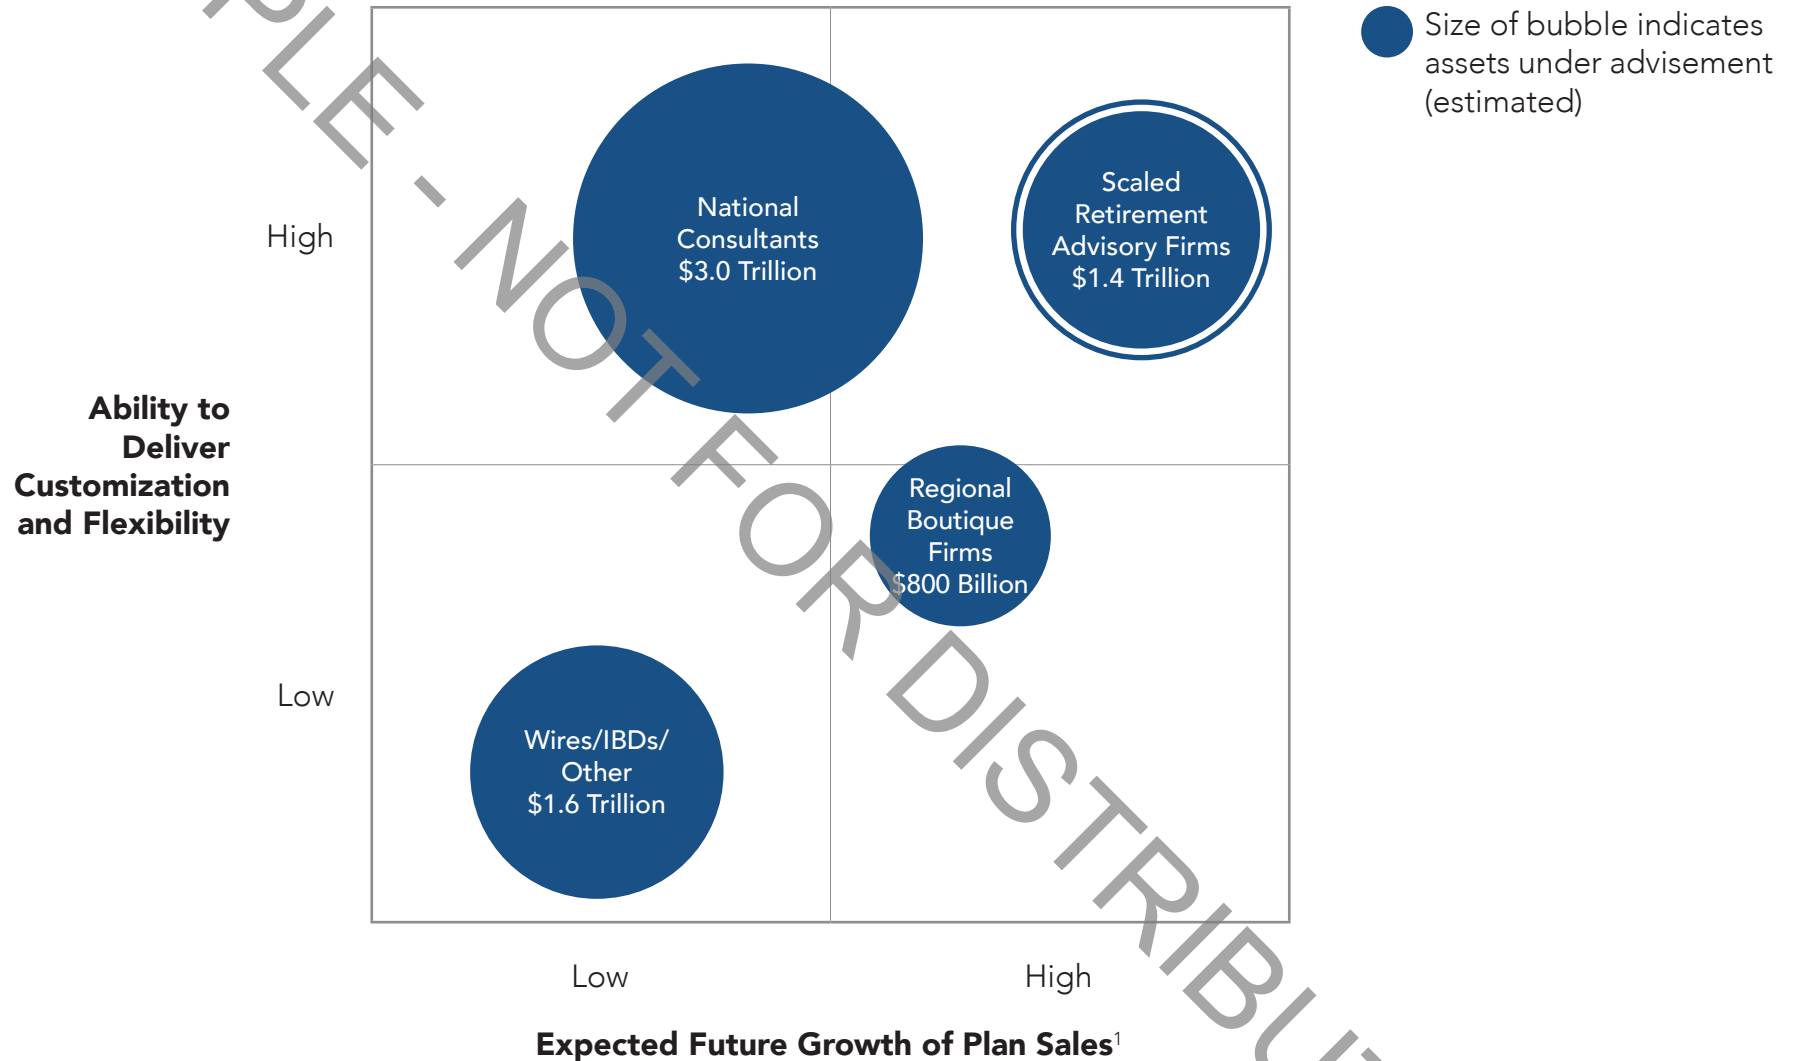 Size of bubble indicates
assets under advisement
(estimated)
National
Consultants
$3.0 Trillion
Scaled
Retirement
Advisory Firms
$1.4 Trillion
High
Ability to
Deliver
Customization
and Flexibility
Regional
Boutique
Firms
$800 Billion
Low
Wires/IBDs/
Other
$1.6 Trillion
Low
High
Expected Future Growth of Plan Sales¹
PLE - NOT FOR DISTRIBUT